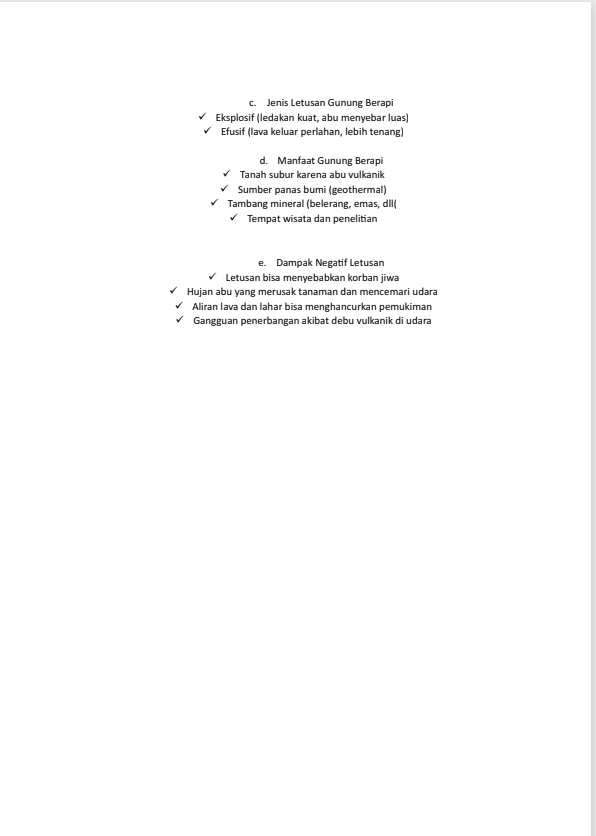 c. Jenis Letusan Gunung Berapi
✓ Eksplosif (ledakan kuat, abu menyebar luas)
✓ Efusif (lava keluar perlahan, lebih tenang)
d. Manfaat Gunung Berapi
✓ Tanah subur karena abu vulkanik
✓ Sumber panas bumi (geothermal)
✓ Tambang mineral (belerang, emas, dll(
✓ Tempat wisata dan penelitian
e. Dampak Negatif Letusan
✓ Letusan bisa menyebabkan korban jiwa
✓ Hujan abu yang merusak tanaman dan mencemari udara
✓ Aliran lava dan lahar bisa menghancurkan pemukiman
✓ Gangguan penerbangan akibat debu vulkanik di udara